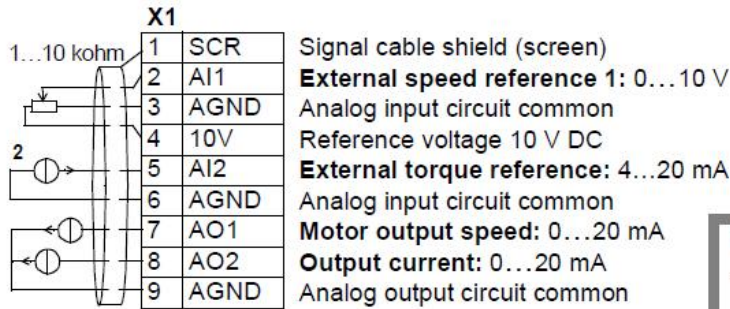 X1
1…10 kohm 1 SCR Signal cable shield (screen)
2 AI1 External speed reference 1: 0…10 V
3 AGND Analog input circuit common
4 10V Reference voltage 10 V DC
2 5 AI2 External torque reference: 4…20 mA
6 AGND Analog input circuit common
7 AO1 Motor output speed: 0…20 mA
8 AO2 Output current: 0…20 mA
9 AGND Analog output circuit common